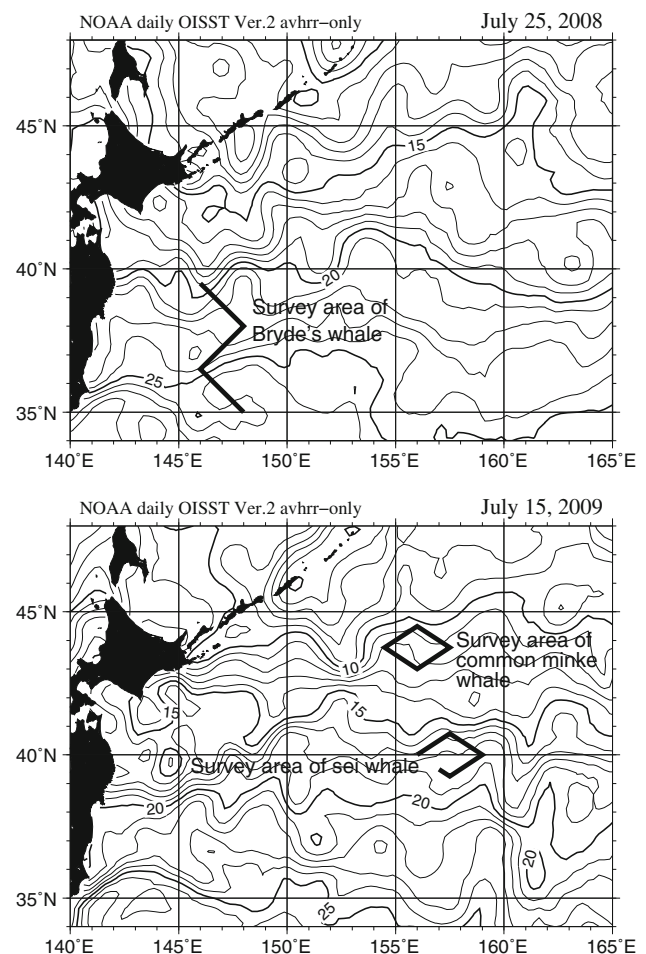 NOAA daily OISST Ver.2 avhrr−only July 25, 2008
45°N
15
40°N
20
Survey area of
Bryde's whale
25
35°N
140°E 145°E 150°E 155°E 160°E 165°E
NOAA daily OISST Ver.2 avhrr−only July 15, 2009
45°N
Survey area of
common minke
whale
10
15
15
40°N
Survey area of sei whale
20
20
20
35°N
25
140°E 145°E 150°E 155°E 160°E 165°E